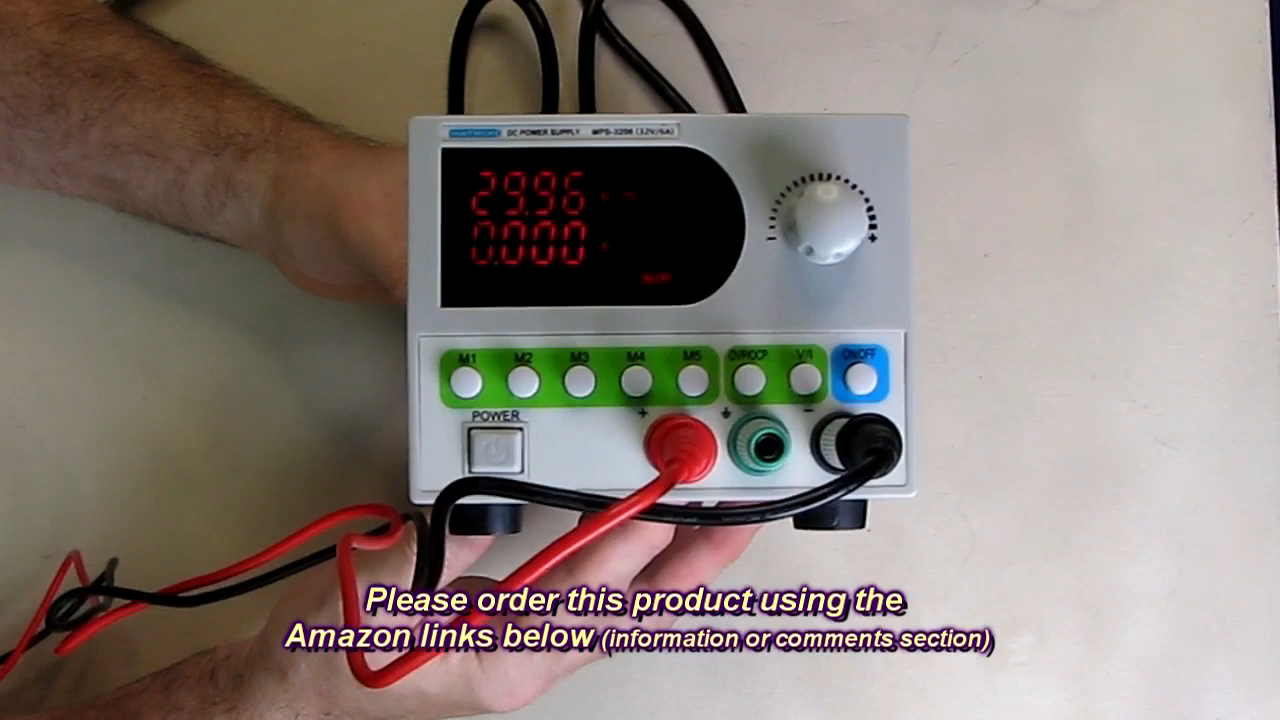 DC POWER SUPPLY MPS-3206 (32V/6A)
29.96
0.000
M1 M2 M3 M4 M5 OVP/OCP V/I ON/OFF
POWER + −
Please order this product using the
Amazon links below (information or comments section)